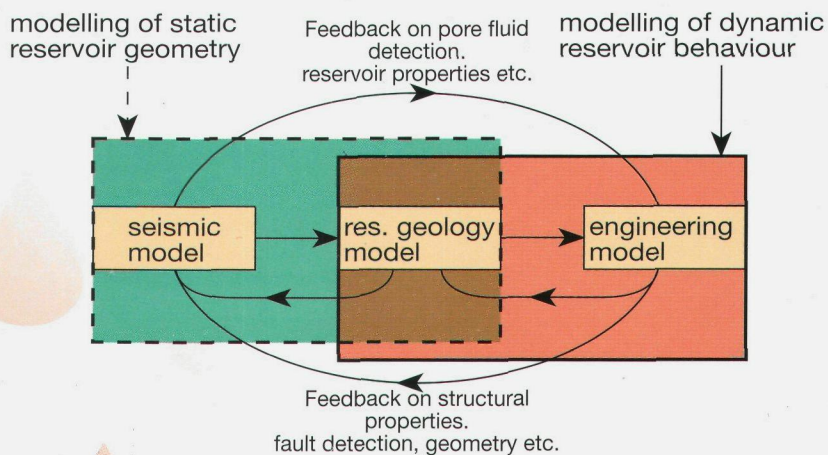 modelling of static
reservoir geometry
Feedback on pore fluid
detection.
reservoir properties etc.
modelling of dynamic
reservoir behaviour
seismic
model
res. geology
model
engineering
model
Feedback on structural
properties.
fault detection, geometry etc.